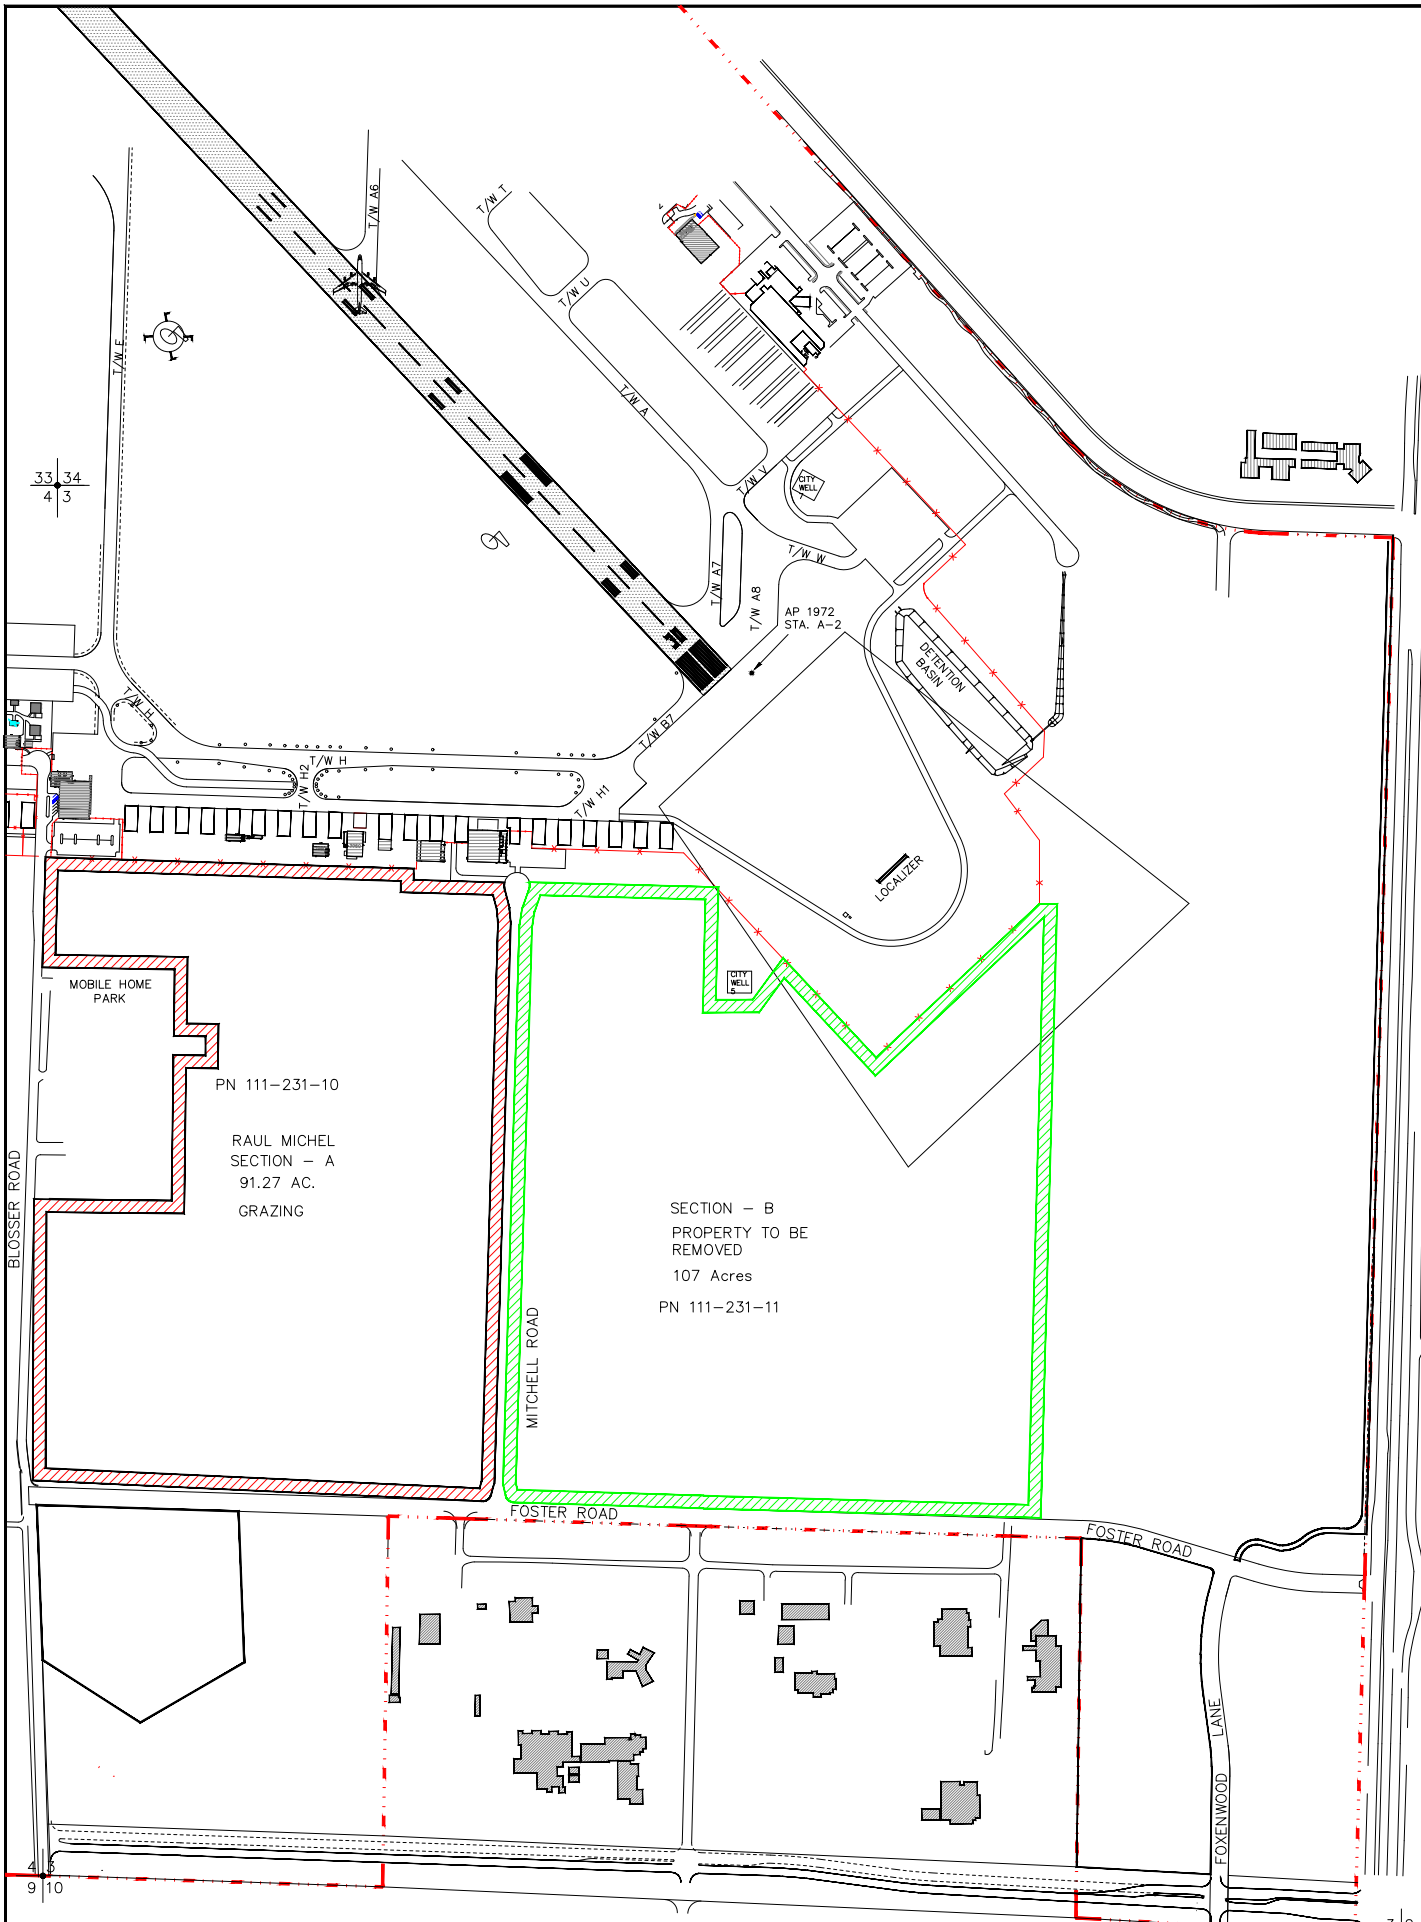 T/W A6
T/W T
T/W U
T/W E
T/W A
33 34
4 3
T/W V
CITY
WELL
T/W W
T/W A7
T/W A8
AP 1972
STA. A-2
DETENTION
BASIN
T/W H
T/W B7
T/W H
T/W H2
T/W H1
LOCALIZER
CITY
WELL
5
MOBILE HOME
PARK
PN 111-231-10
RAUL MICHEL
SECTION - A
91.27 AC.
GRAZING
BLOSSER ROAD
SECTION - B
PROPERTY TO BE
REMOVED
107 Acres
PN 111-231-11
MITCHELL ROAD
FOSTER ROAD
FOSTER ROAD
FOXENWOOD LANE
4 3
9 10